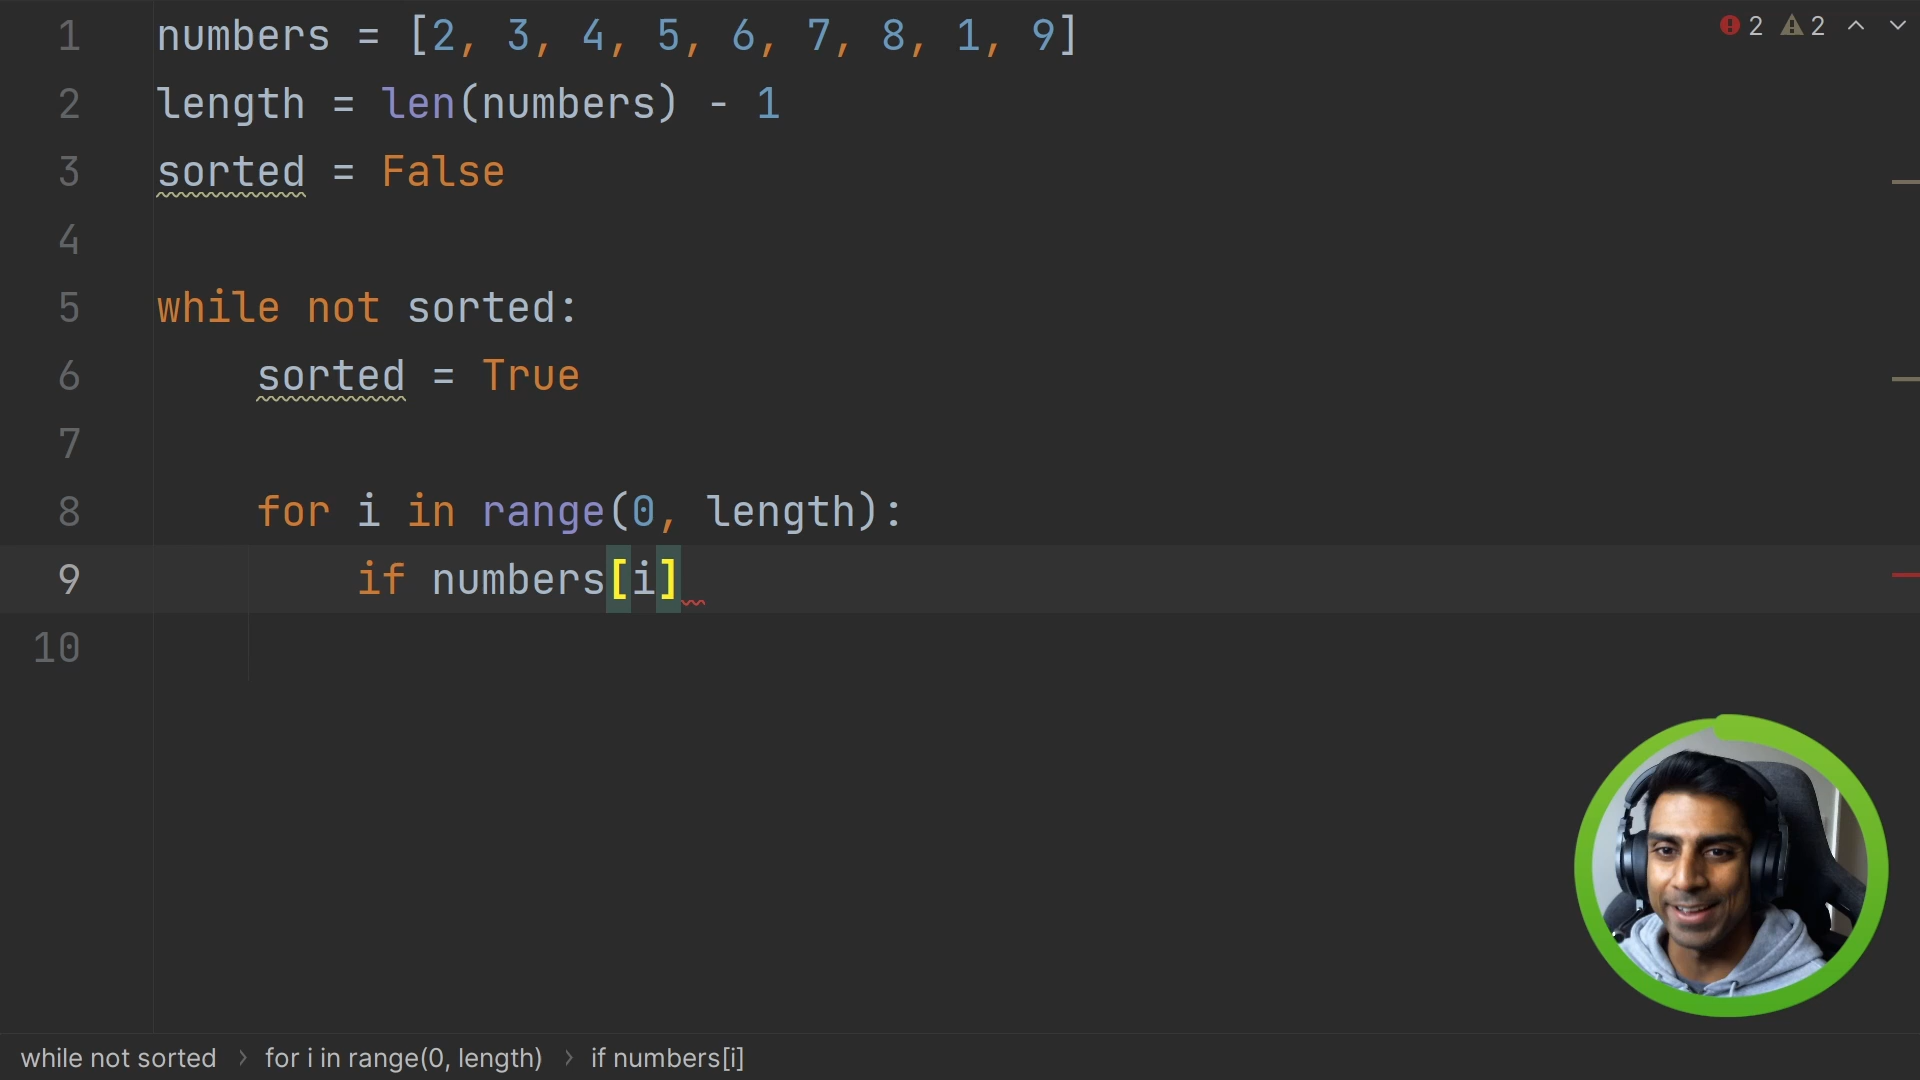 1 numbers = [2, 3, 4, 5, 6, 7, 8, 1, 9]
2 length = len(numbers) - 1
3 sorted = False
4
5 while not sorted:
6 sorted = True
7
8 for i in range(0, length):
9 if numbers[i]
10
2 2
while not sorted › for i in range(0, length) › if numbers[i]